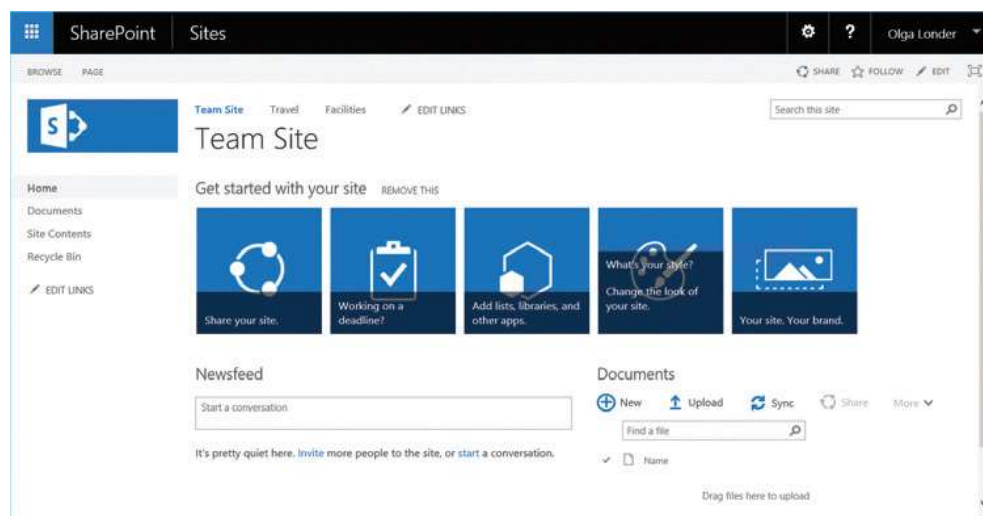 SharePoint Sites ? Olga Londer
BROWSE PAGE SHARE FOLLOW EDIT
S
Team Site Travel Facilities EDIT LINKS Search this site
Team Site
Home
Documents
Site Contents
Recycle Bin
EDIT LINKS
Get started with your site REMOVE THIS
Share your site.
Working on a
deadline?
Add lists, libraries, and
other apps.
What's your style?
Change the look of
your site.
Your site. Your brand.
Newsfeed
Start a conversation
It's pretty quiet here. Invite more people to the site, or start a conversation.
Documents
New Upload Sync Share More
Find a file
Name
Drag files here to upload